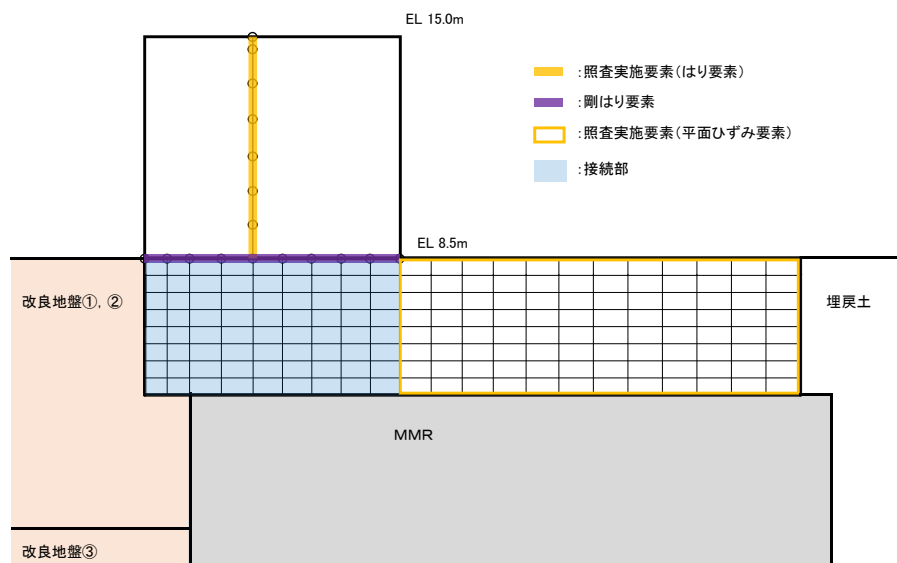 EL 15.0m
:照査実施要素(はり要素)
:剛はり要素
:照査実施要素(平面ひずみ要素)
:接続部
EL 8.5m
改良地盤①, ②
埋戻土
MMR
改良地盤③